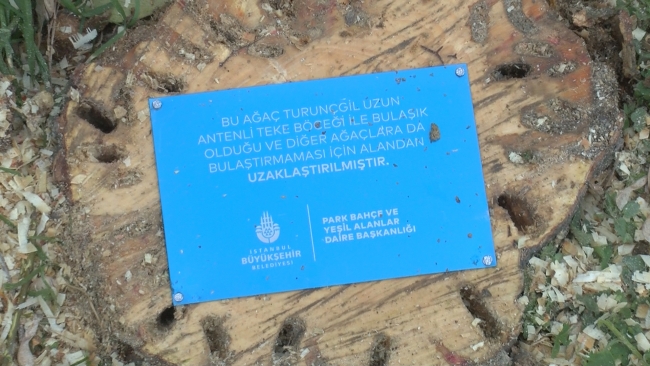 BU AĞAÇ TURUNÇGİL UZUN
ANTENLİ TEKE BÖCEĞİ İLE BULAŞIK
OLDUĞU VE DİĞER AĞAÇLARA DA
BULAŞTIRMAMASI İÇİN ALANDAN
UZAKLAŞTIRILMIŞTIR.
İSTANBUL
BÜYÜKŞEHİR
BELEDİYESİ
PARK BAHÇE VE
YEŞİL ALANLAR
DAİRE BAŞKANLIĞI